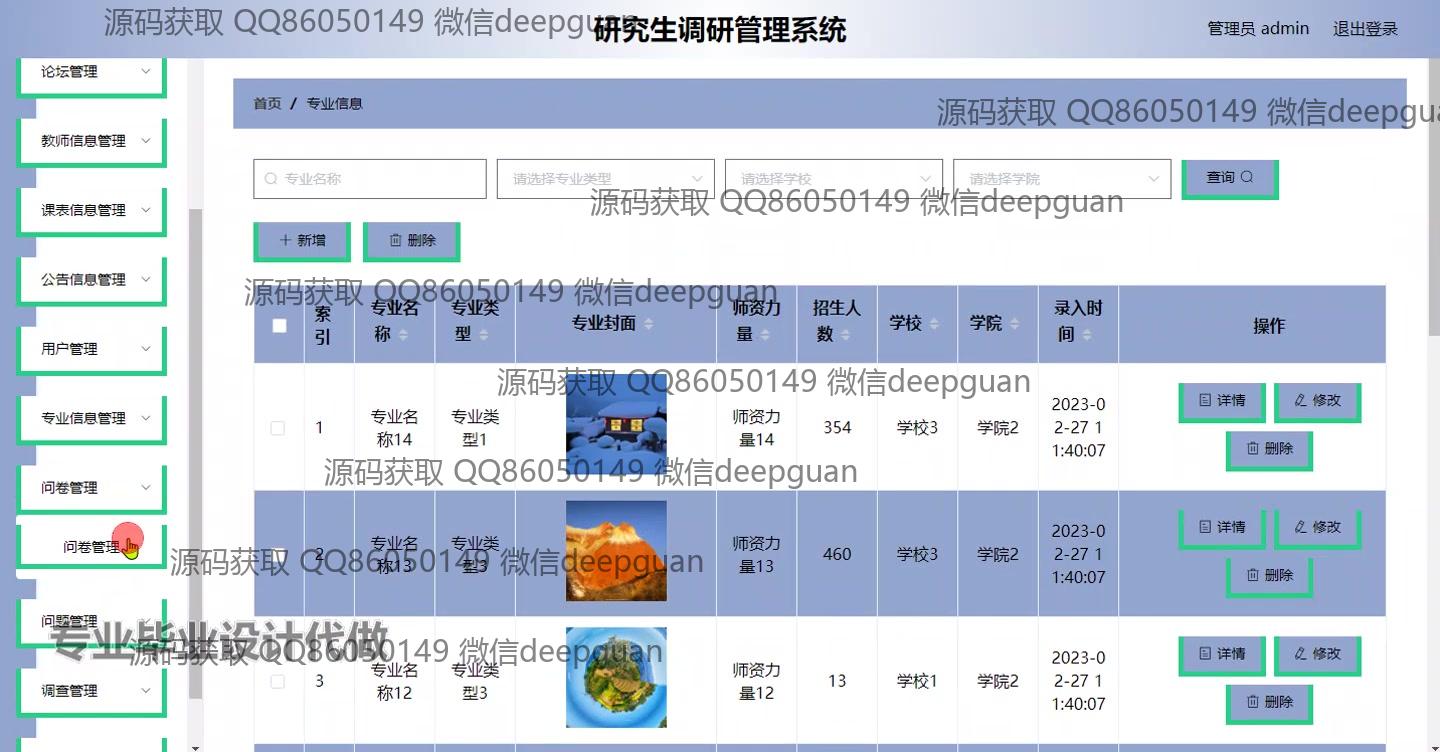 研究生调研管理系统
管理员 admin 退出登录
源码获取 QQ86050149 微信deepgu
论坛管理
教师信息管理
课表信息管理
公告信息管理
用户管理
专业信息管理
问卷管理
问卷管理
问题管理
调查管理
首页 / 专业信息
源码获取 QQ86050149 微信deepgu
专业名称 请选择专业类型 请选择学校 请选择学院 查询
源码获取 QQ86050149 微信deepguan
新增 删除
源码获取 QQ86050149 微信deepguan
索引 专业名称 专业类型 专业封面 师资力量 招生人数 学校 学院 录入时间 操作
源码获取 QQ86050149 微信deepguan
1 专业名称14 专业类型1 师资力量14 354 学校3 学院2 2023-02-27 11:40:07 详情 修改 删除
源码获取 QQ86050149 微信deepguan
2 专业名称13 专业类型3 师资力量13 460 学校3 学院2 2023-02-27 11:40:07 详情 修改 删除
源码获取 QQ86050149 微信deepguan
专业毕业设计代做
源码获取 QQ86050149 微信deepguan
3 专业名称12 专业类型3 师资力量12 13 学校1 学院2 2023-02-27 11:40:07 详情 修改 删除